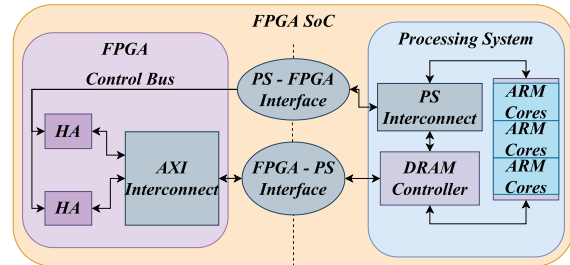 FPGA SoC
FPGA
Processing System
Control Bus
PS - FPGA
Interface
PS
Interconnect
ARM
Cores
ARM
Cores
ARM
Cores
HA
AXI
Interconnect
FPGA - PS
Interface
DRAM
Controller
HA